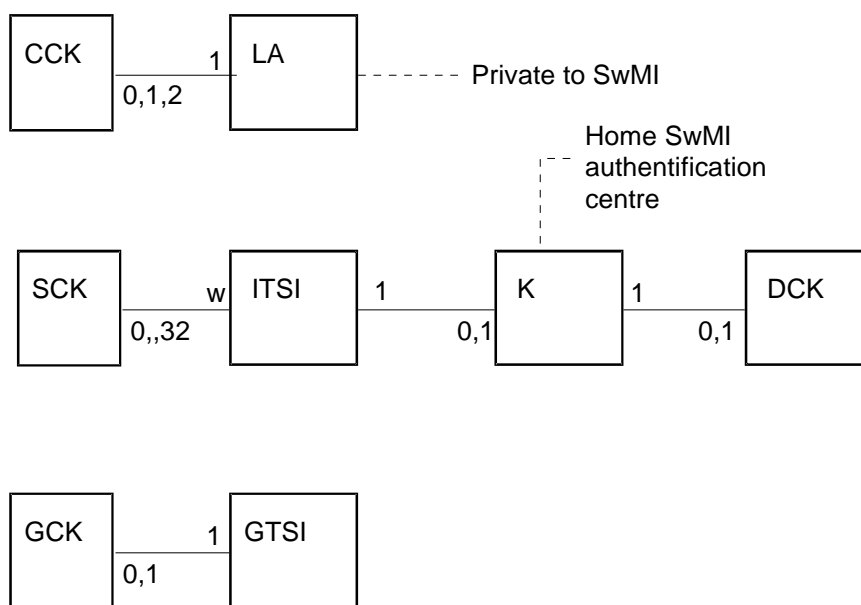 CCK
1
LA
0,1,2
Private to SwMI
Home SwMI
authentification
centre
SCK
w
ITSI
1
K
1
DCK
0,,32
0,1
0,1
GCK
1
GTSI
0,1